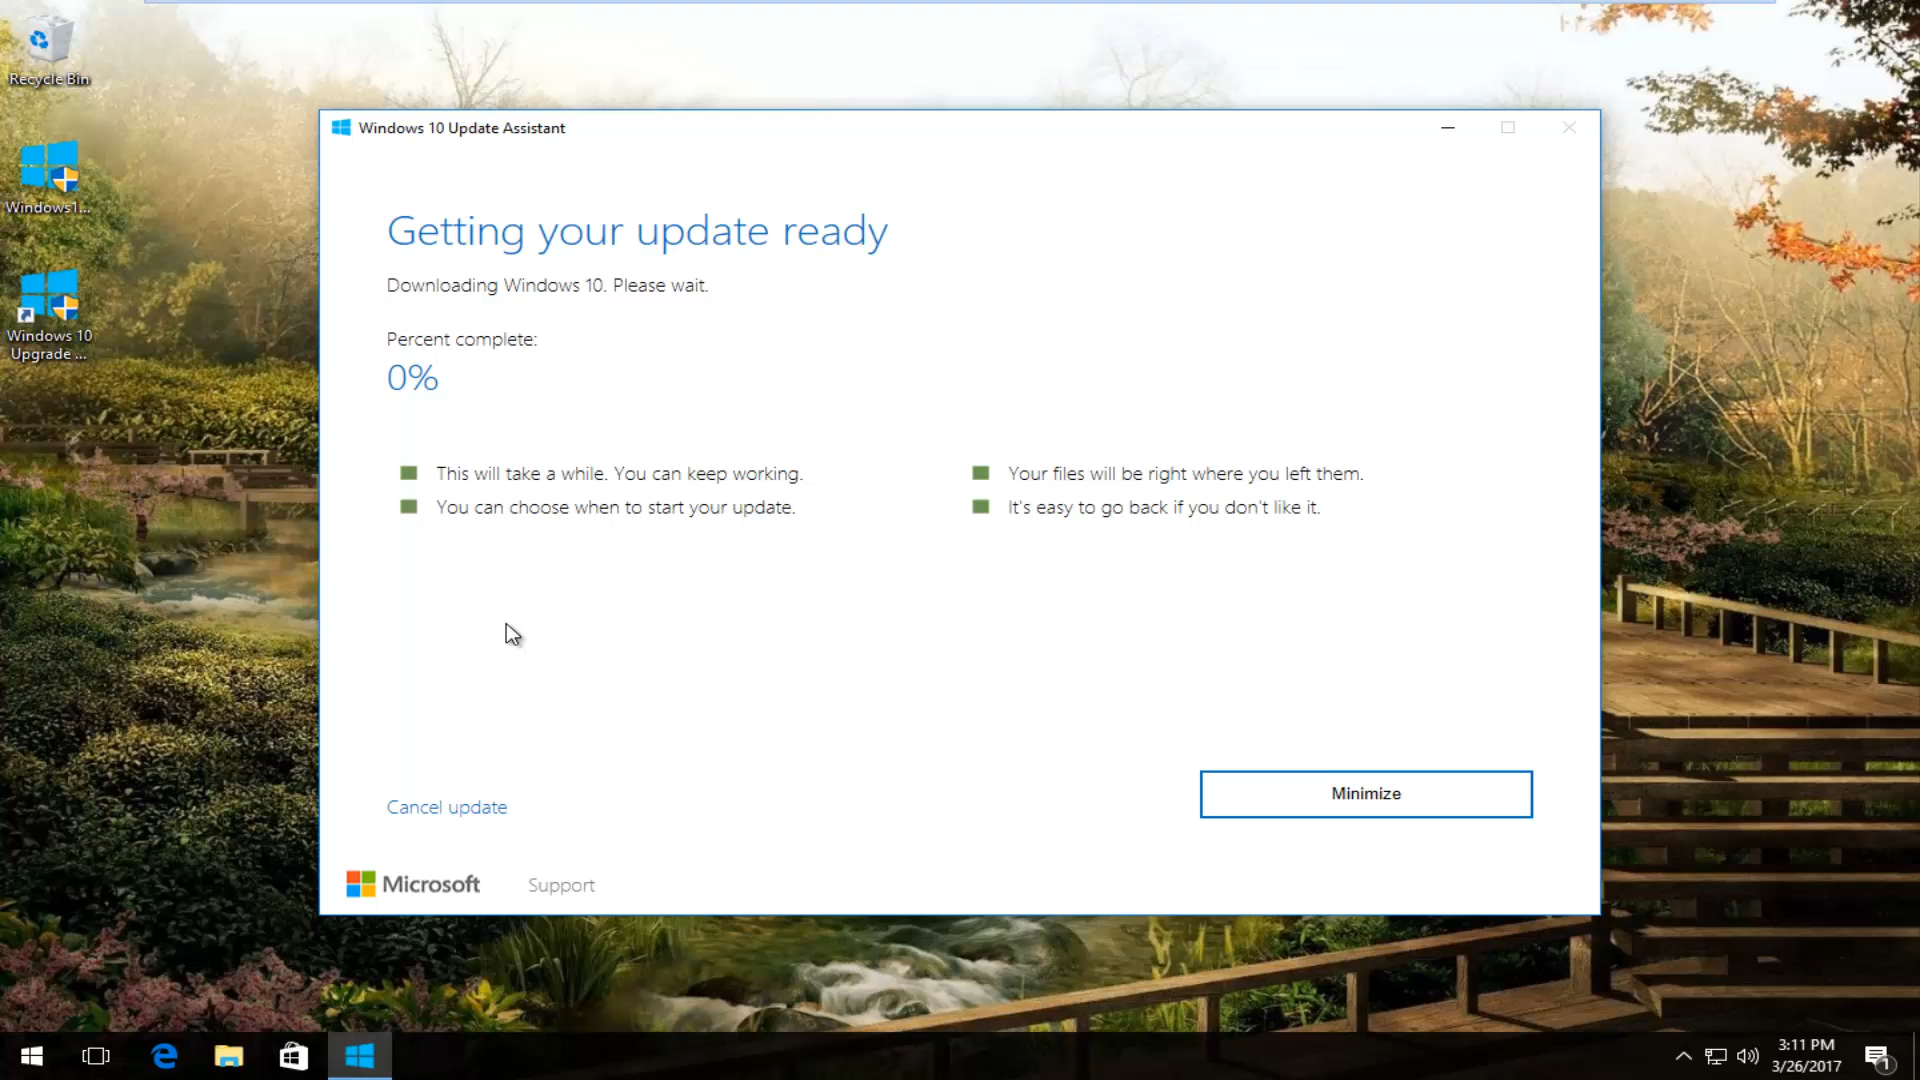 Recycle Bin
Windows1...
Windows 10
Upgrade ...
Windows 10 Update Assistant
Getting your update ready
Downloading Windows 10. Please wait.
Percent complete:
0%
This will take a while. You can keep working.
You can choose when to start your update.
Your files will be right where you left them.
It's easy to go back if you don't like it.
Cancel update
Minimize
Microsoft
Support
3:11 PM
3/26/2017
1